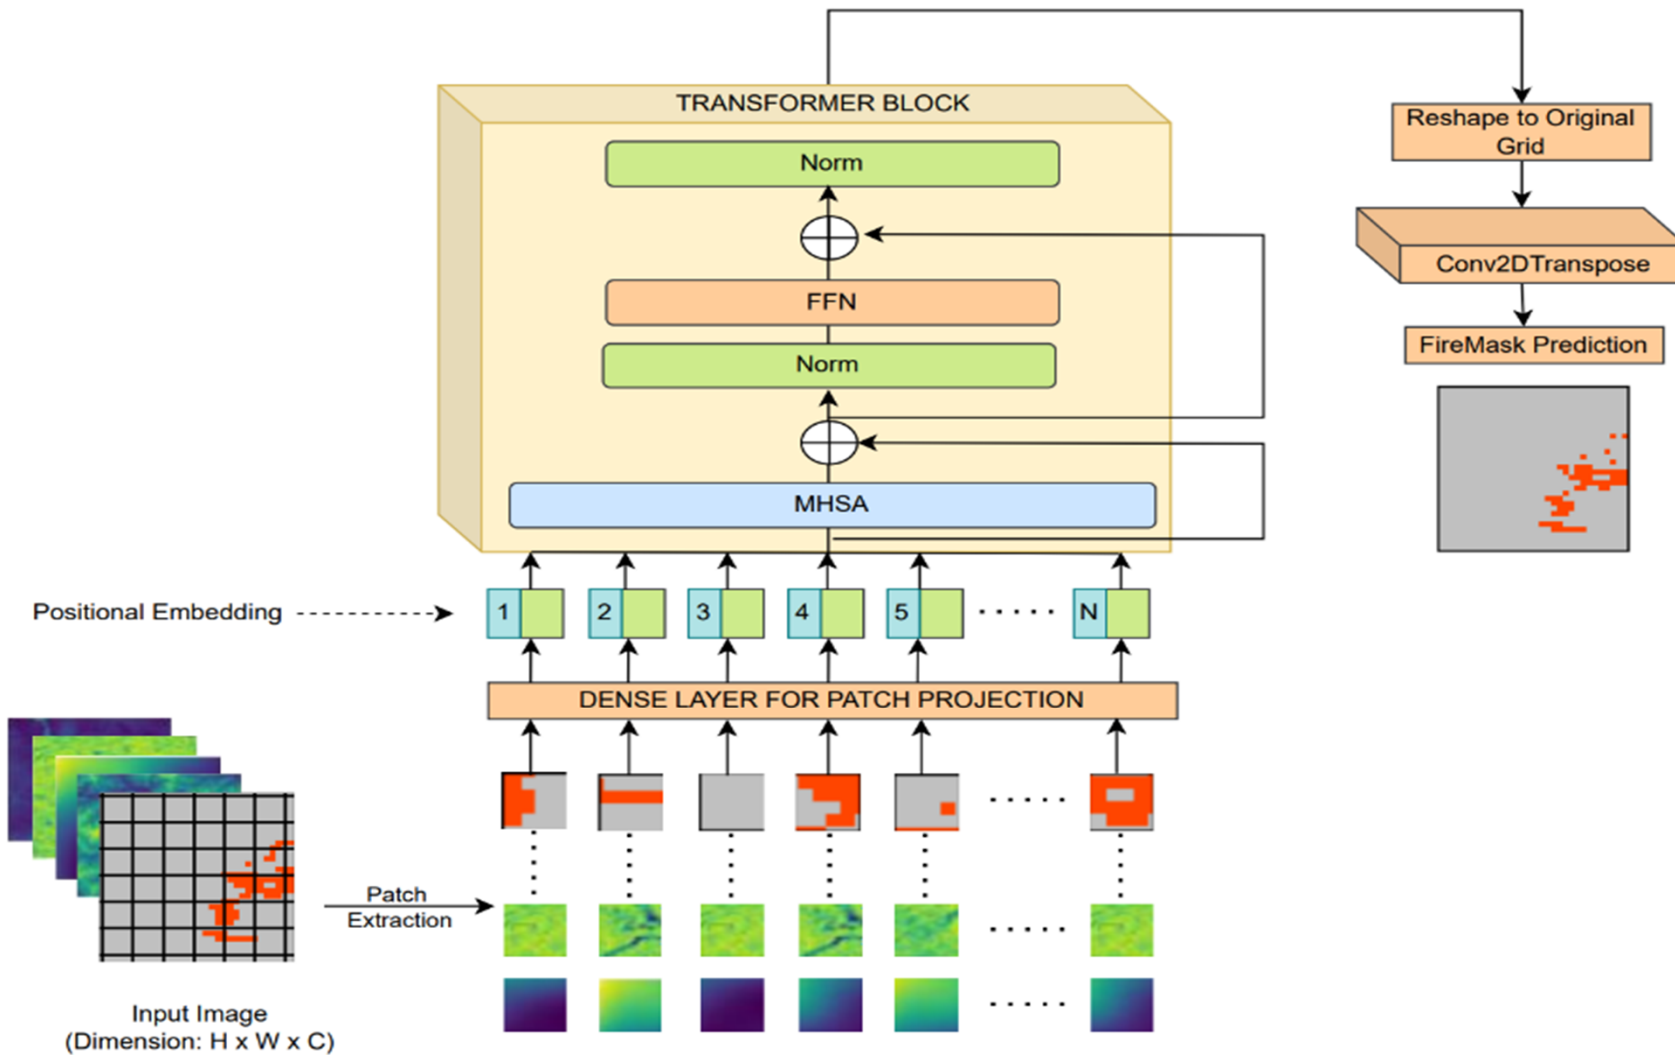 TRANSFORMER BLOCK
Norm
FFN
Norm
MHSA
Reshape to Original
Grid
Conv2DTranspose
FireMask Prediction
Positional Embedding
1 2 3 4 5 ..... N
DENSE LAYER FOR PATCH PROJECTION
Patch
Extraction
Input Image
(Dimension: H x W x C)